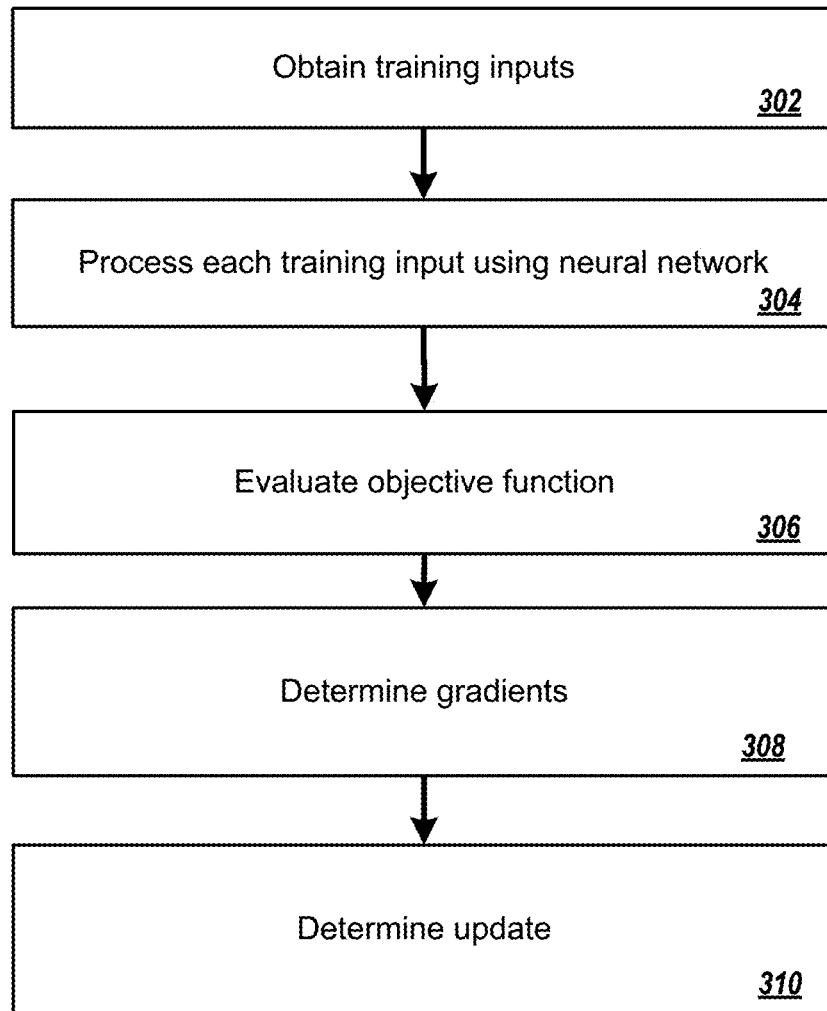 Obtain training inputs
302
Process each training input using neural network
304
Evaluate objective function
306
Determine gradients
308
Determine update
310